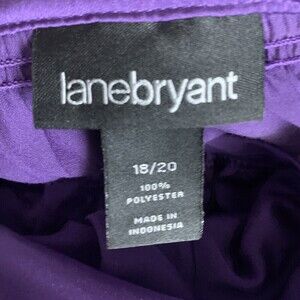 lanebryant
18/20
100%
POLYESTER
MADE IN
INDONESIA